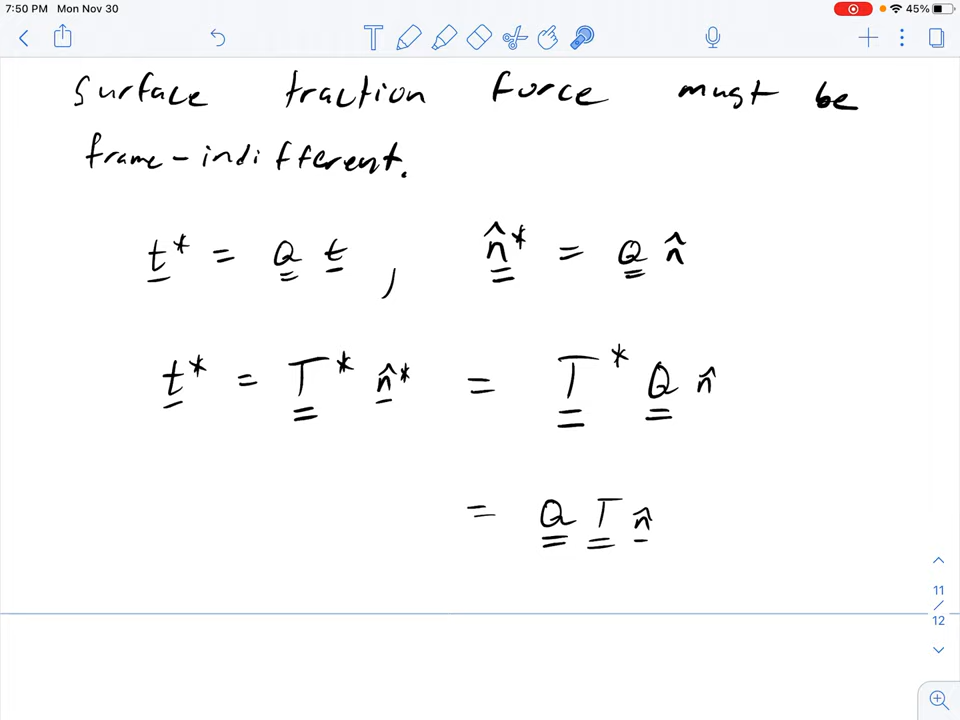 7:50 PM Mon Nov 30 45%
T
Surface traction force must be
frame-indifferent.
t* = Q t , n̂* = Q n̂
t* = T* n̂* = T* Q n̂
= Q T n̂
11
/
12